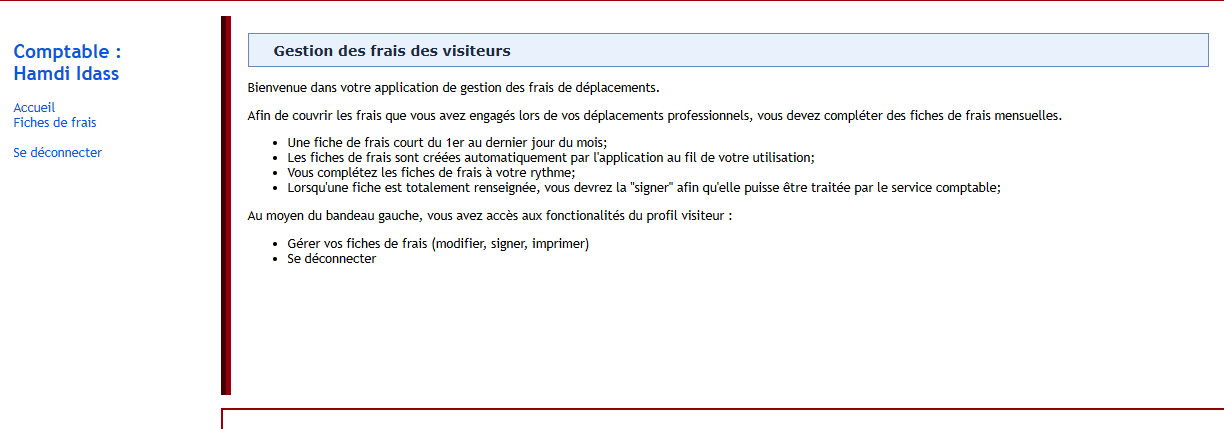 Comptable :
Hamdi Idass
Accueil
Fiches de frais
Se déconnecter
Gestion des frais des visiteurs
Bienvenue dans votre application de gestion des frais de déplacements.
Afin de couvrir les frais que vous avez engagés lors de vos déplacements professionnels, vous devez compléter des fiches de frais mensuelles.
• Une fiche de frais court du 1er au dernier jour du mois;
• Les fiches de frais sont créées automatiquement par l'application au fil de votre utilisation;
• Vous complétez les fiches de frais à votre rythme;
• Lorsqu'une fiche est totalement renseignée, vous devrez la "signer" afin qu'elle puisse être traitée par le service comptable;
Au moyen du bandeau gauche, vous avez accès aux fonctionalités du profil visiteur :
• Gérer vos fiches de frais (modifier, signer, imprimer)
• Se déconnecter